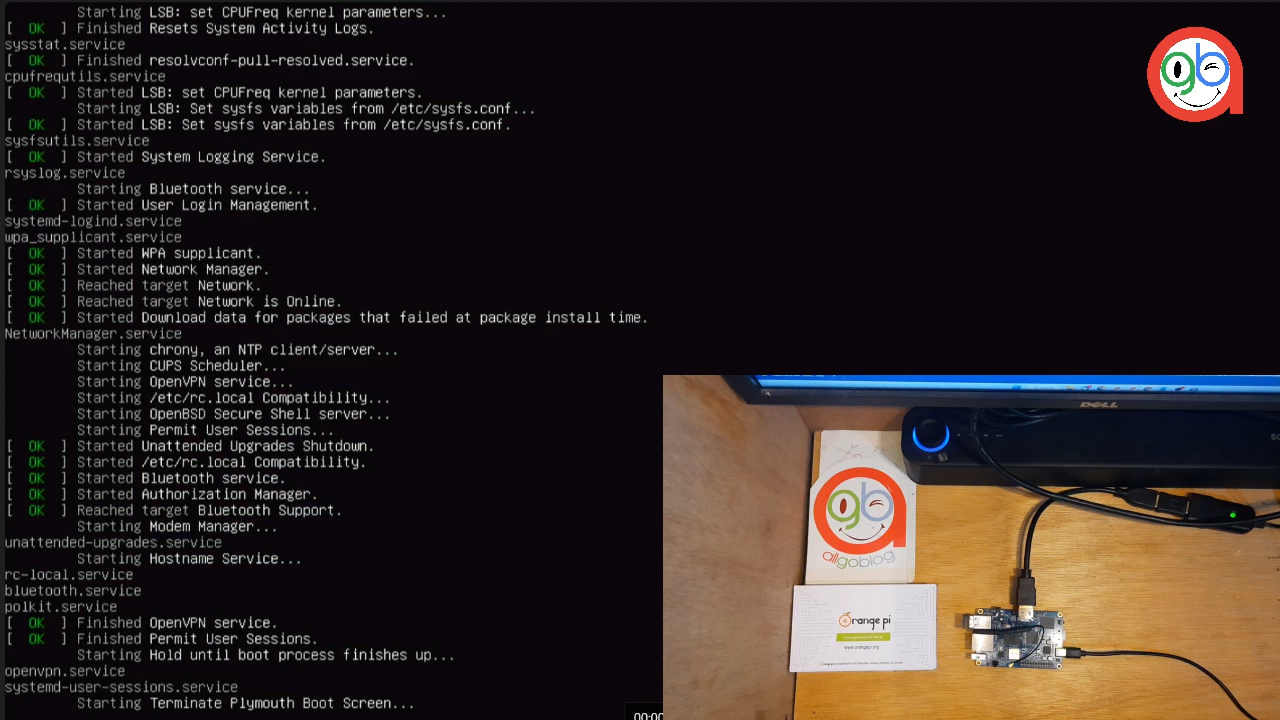 Starting LSB: set CPUFreq kernel parameters...
[  OK  ] Finished Resets System Activity Logs.
sysstat.service
[  OK  ] Finished resolvconf-pull-resolved.service.
cpufrequtils.service
[  OK  ] Started LSB: set CPUFreq kernel parameters.
Starting LSB: Set sysfs variables from /etc/sysfs.conf...
[  OK  ] Started LSB: Set sysfs variables from /etc/sysfs.conf.
sysfsutils.service
[  OK  ] Started System Logging Service.
rsyslog.service
Starting Bluetooth service...
[  OK  ] Started User Login Management.
systemd-logind.service
wpa_supplicant.service
[  OK  ] Started WPA supplicant.
[  OK  ] Started Network Manager.
[  OK  ] Reached target Network.
[  OK  ] Reached target Network is Online.
[  OK  ] Started Download data for packages that failed at package install time.
NetworkManager.service
Starting chrony, an NTP client/server...
Starting CUPS Scheduler...
Starting OpenVPN service...
Starting /etc/rc.local Compatibility...
Starting OpenBSD Secure Shell server...
Starting Permit User Sessions...
[  OK  ] Started Unattended Upgrades Shutdown.
[  OK  ] Started /etc/rc.local Compatibility.
[  OK  ] Started Bluetooth service.
[  OK  ] Started Authorization Manager.
[  OK  ] Reached target Bluetooth Support.
Starting Modem Manager...
unattended-upgrades.service
Starting Hostname Service...
rc-local.service
bluetooth.service
polkit.service
[  OK  ] Finished OpenVPN service.
[  OK  ] Finished Permit User Sessions.
Starting Hold until boot process finishes up...
openvpn.service
systemd-user-sessions.service
Starting Terminate Plymouth Boot Screen...
00:00
gb
DELL
gb
allgoblog
Orange pi
www.orangepi.org